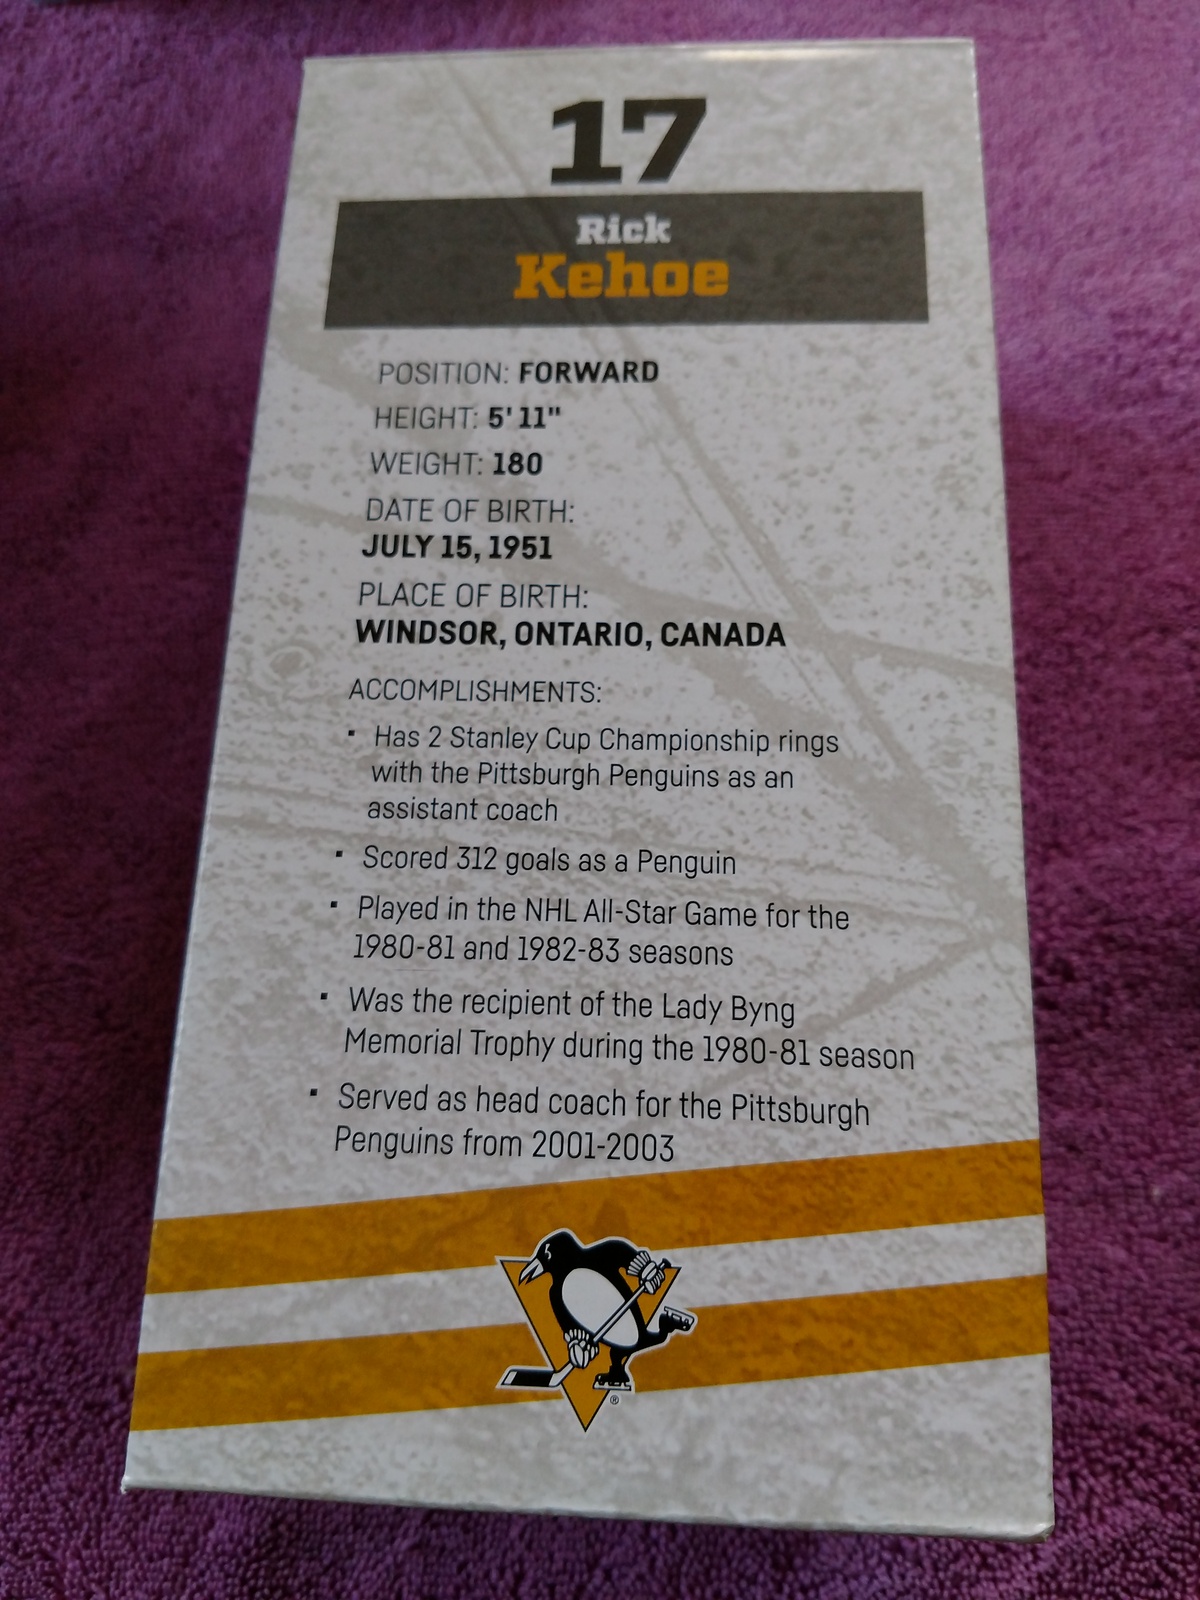 17
Rick
Kehoe
POSITION: FORWARD
HEIGHT: 5' 11"
WEIGHT: 180
DATE OF BIRTH:
JULY 15, 1951
PLACE OF BIRTH:
WINDSOR, ONTARIO, CANADA
ACCOMPLISHMENTS:
▪ Has 2 Stanley Cup Championship rings
with the Pittsburgh Penguins as an
assistant coach
▪ Scored 312 goals as a Penguin
▪ Played in the NHL All-Star Game for the
1980-81 and 1982-83 seasons
▪ Was the recipient of the Lady Byng
Memorial Trophy during the 1980-81 season
▪ Served as head coach for the Pittsburgh
Penguins from 2001-2003
®